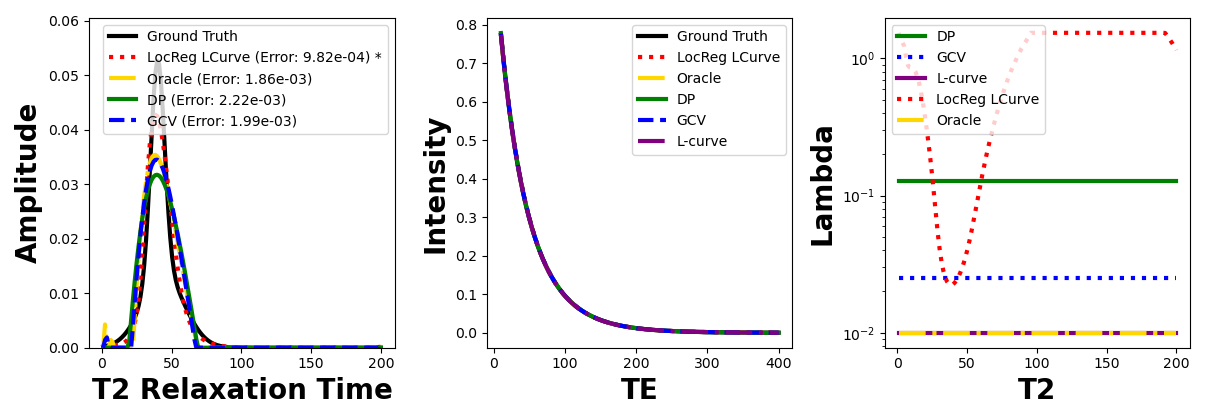 0.06
0.05
0.04
0.03
0.02
0.01
0.00
0
50
100
150
200
Amplitude
T2 Relaxation Time
Ground Truth
LocReg LCurve (Error: 9.82e-04) *
Oracle (Error: 1.86e-03)
DP (Error: 2.22e-03)
GCV (Error: 1.99e-03)
0.8
0.7
0.6
0.5
0.4
0.3
0.2
0.1
0.0
0
100
200
300
400
Intensity
TE
Ground Truth
LocReg LCurve
Oracle
DP
GCV
L-curve
10⁰
10⁻¹
10⁻²
0
50
100
150
200
Lambda
T2
DP
GCV
L-curve
LocReg LCurve
Oracle